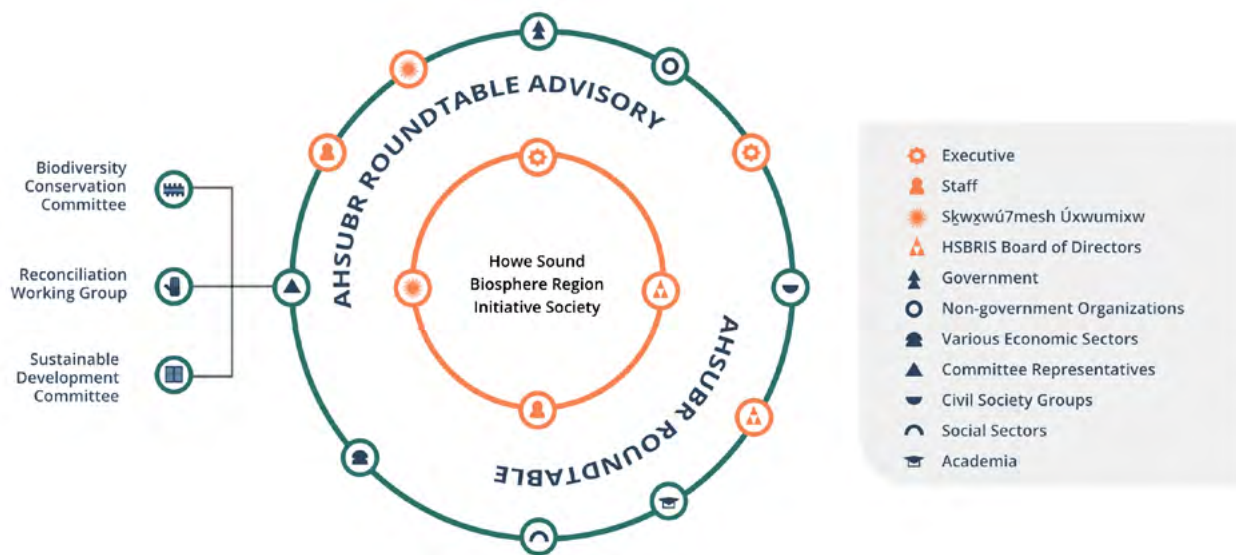 AHSUBR ROUNDTABLE ADVISORY
Biodiversity
Conservation
Committee
Reconciliation
Working Group
Sustainable
Development
Committee
Howe Sound
Biosphere Region
Initiative Society
AHSUBR ROUNDTABLE
Executive
Staff
Sḵwx̱wú7mesh Úxwumixw
HSBRIS Board of Directors
Government
Non-government Organizations
Various Economic Sectors
Committee Representatives
Civil Society Groups
Social Sectors
Academia